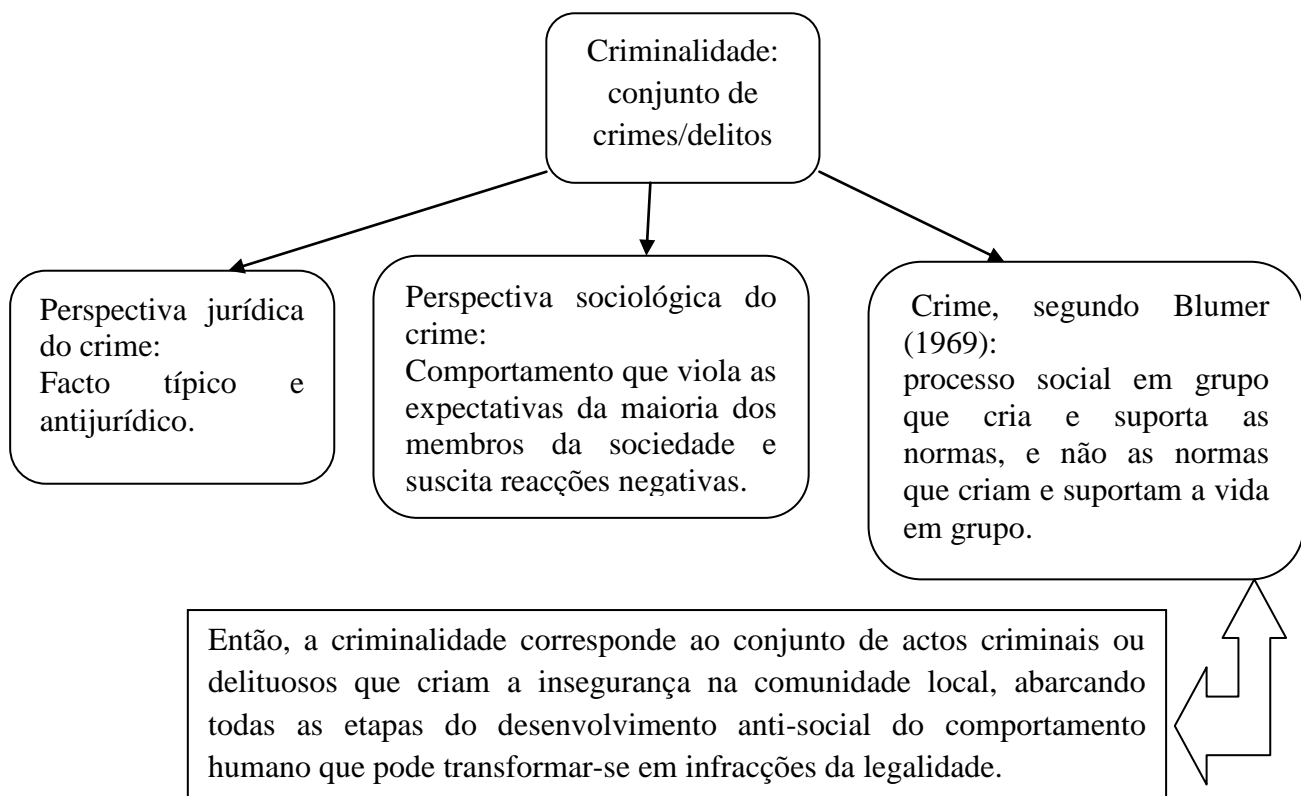 Criminalidade:
conjunto de
crimes/delitos
Perspectiva jurídica
do crime:
Facto típico e
antijurídico.
Perspectiva sociológica do
crime:
Comportamento que viola as
expectativas da maioria dos
membros da sociedade e
suscita reacções negativas.
Crime, segundo Blumer
(1969):
processo social em grupo
que cria e suporta as
normas, e não as normas
que criam e suportam a vida
em grupo.
Então, a criminalidade corresponde ao conjunto de actos criminais ou
delituosos que criam a insegurança na comunidade local, abarcando
todas as etapas do desenvolvimento anti-social do comportamento
humano que pode transformar-se em infracções da legalidade.